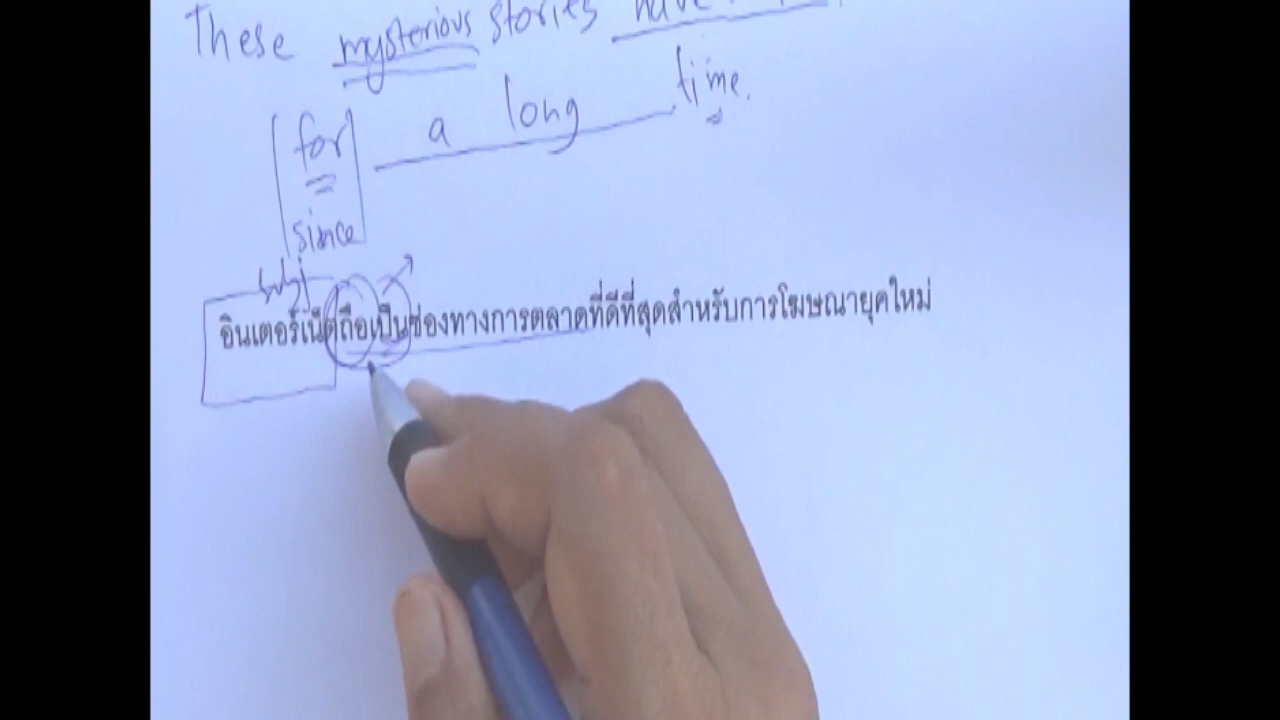 These mysterious stories have
for a long time.
since
subj
อินเตอร์เน็ตถือเป็นช่องทางการตลาดที่ดีที่สุดสำหรับการโฆษณายุคใหม่